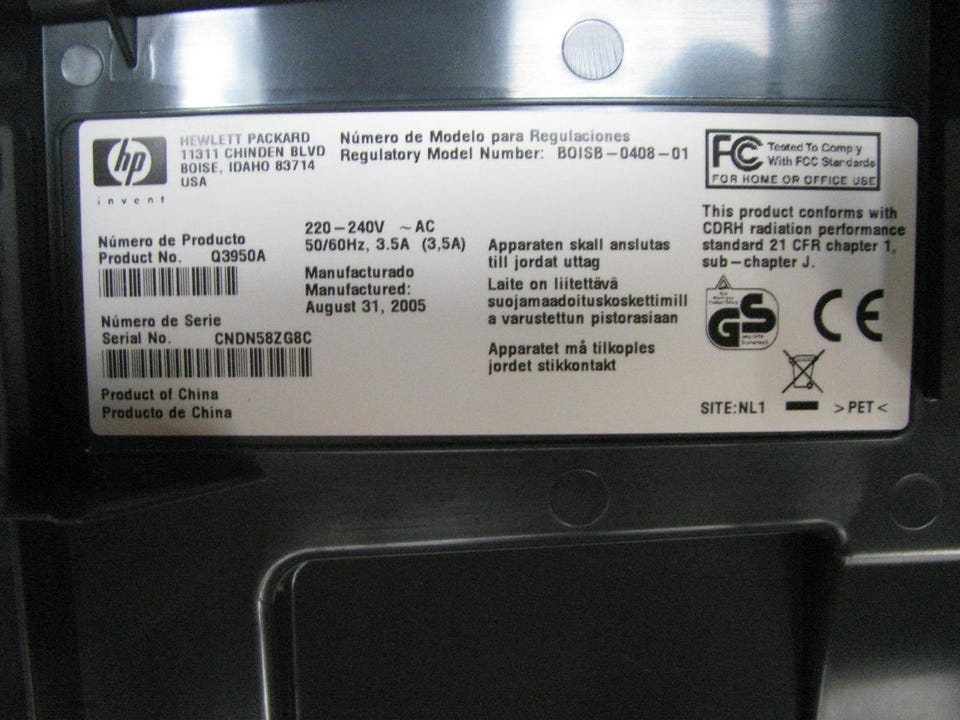 hp
invent
HEWLETT PACKARD
11311 CHINDEN BLVD
BOISE, IDAHO 83714
USA
Número de Modelo para Regulaciones
Regulatory Model Number: BOISB-0408-01
FC
Tested To Comply
With FCC Standards
FOR HOME OR OFFICE USE
Número de Producto
Product No. Q3950A
Número de Serie
Serial No. CNDN58ZG8C
Product of China
Producto de China
220-240V ~AC
50/60Hz, 3.5A (3,5A)
Manufacturado
Manufactured:
August 31, 2005
Apparaten skall anslutas
till jordat uttag
Laite on liitettävä
suojamaadoituskoskettimill
a varustettun pistorasiaan
Apparatet må tilkoples
jordet stikkontakt
This product conforms with
CDRH radiation performance
standard 21 CFR chapter 1,
sub-chapter J.
GS
CE
SITE:NL1
>PET<